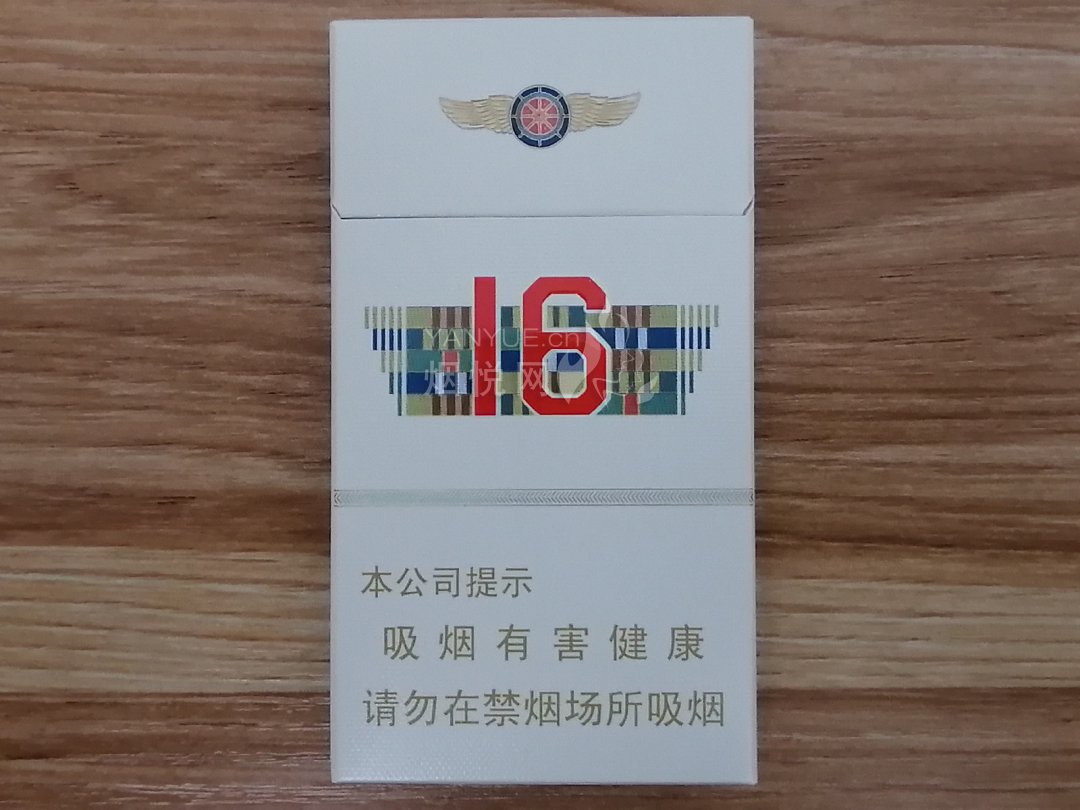 16
YANYUE.cn
烟悦网
本公司提示
吸烟有害健康
请勿在禁烟场所吸烟